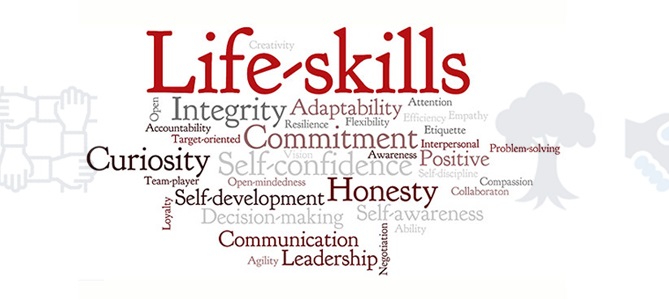 Creativity
Life-skills
Open
Integrity
Adaptability
Attention
Accountability
Resilience
Flexibility
Efficiency
Empathy
Target-oriented
Commitment
Etiquette
Interpersonal
Problem-solving
Curiosity
Vision
Self-confidence
Awareness
Positive
Self-discipline
Team-player
Open-mindedness
Honesty
Compassion
Collaboraton
Loyalty
Self-development
Decision-making
Self-awareness
Ability
Communication
Negotiation
Agility
Leadership